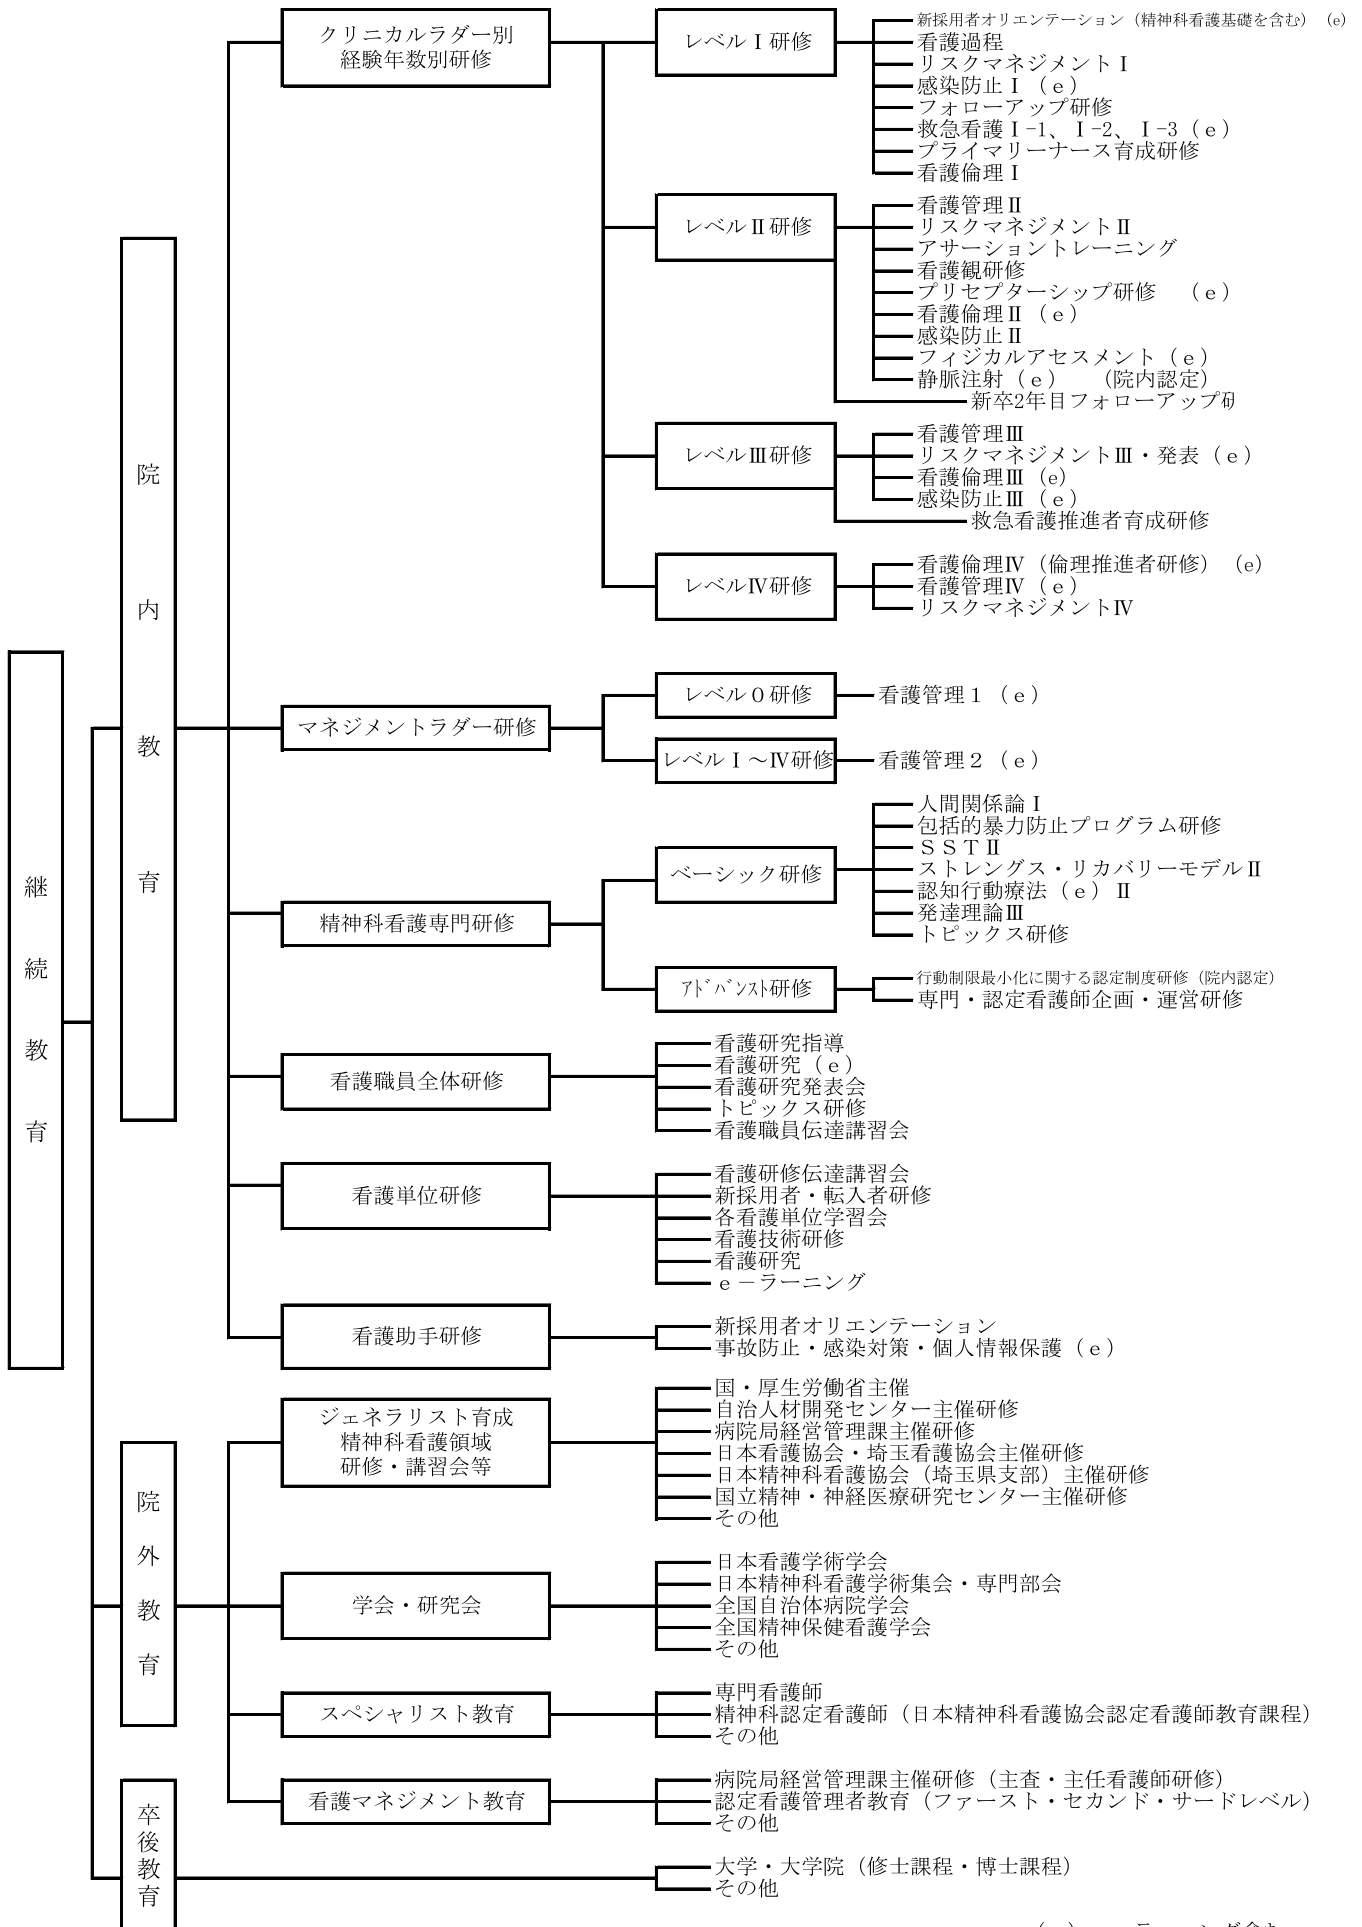 継続教育
院内教育
クリニカルラダー別
経験年数別研修
レベルⅠ研修
新採用者オリエンテーション（精神科看護基礎を含む）（e）
看護過程
リスクマネジメントⅠ
感染防止Ⅰ（ｅ）
フォローアップ研修
救急看護Ⅰ-1、Ⅰ-2、Ⅰ-3（ｅ）
プライマリーナース育成研修
看護倫理Ⅰ
レベルⅡ研修
看護管理Ⅱ
リスクマネジメントⅡ
アサーショントレーニング
看護観研修
プリセプターシップ研修　（ｅ）
看護倫理Ⅱ（ｅ）
感染防止Ⅱ
フィジカルアセスメント（ｅ）
静脈注射（ｅ）　（院内認定）
新卒2年目フォローアップ研
レベルⅢ研修
看護管理Ⅲ
リスクマネジメントⅢ・発表（ｅ）
看護倫理Ⅲ（e）
感染防止Ⅲ（ｅ）
救急看護推進者育成研修
レベルⅣ研修
看護倫理Ⅳ（倫理推進者研修）（e）
看護管理Ⅳ（ｅ）
リスクマネジメントⅣ
マネジメントラダー研修
レベル０研修
看護管理１（ｅ）
レベルⅠ～Ⅳ研修
看護管理２（ｅ）
精神科看護専門研修
ベーシック研修
人間関係論Ⅰ
包括的暴力防止プログラム研修
ＳＳＴⅡ
ストレングス・リカバリーモデルⅡ
認知行動療法（ｅ）Ⅱ
発達理論Ⅲ
トピックス研修
ｱﾄﾞﾊﾞﾝｽﾄ研修
行動制限最小化に関する認定制度研修（院内認定）
専門・認定看護師企画・運営研修
看護職員全体研修
看護研究指導
看護研究（ｅ）
看護研究発表会
トピックス研修
看護職員伝達講習会
看護単位研修
看護研修伝達講習会
新採用者・転入者研修
各看護単位学習会
看護技術研修
看護研究
ｅ－ラーニング
看護助手研修
新採用者オリエンテーション
事故防止・感染対策・個人情報保護（ｅ）
院外教育
ジェネラリスト育成
精神科看護領域
研修・講習会等
国・厚生労働省主催
自治人材開発センター主催研修
病院局経営管理課主催研修
日本看護協会・埼玉看護協会主催研修
日本精神科看護協会（埼玉県支部）主催研修
国立精神・神経医療研究センター主催研修
その他
学会・研究会
日本看護学術学会
日本精神科看護学術集会・専門部会
全国自治体病院学会
全国精神保健看護学会
その他
スペシャリスト教育
専門看護師
精神科認定看護師（日本精神科看護協会認定看護師教育課程）
その他
看護マネジメント教育
病院局経営管理課主催研修（主査・主任看護師研修）
認定看護管理者教育（ファースト・セカンド・サードレベル）
その他
卒後教育
大学・大学院（修士課程・博士課程）
その他